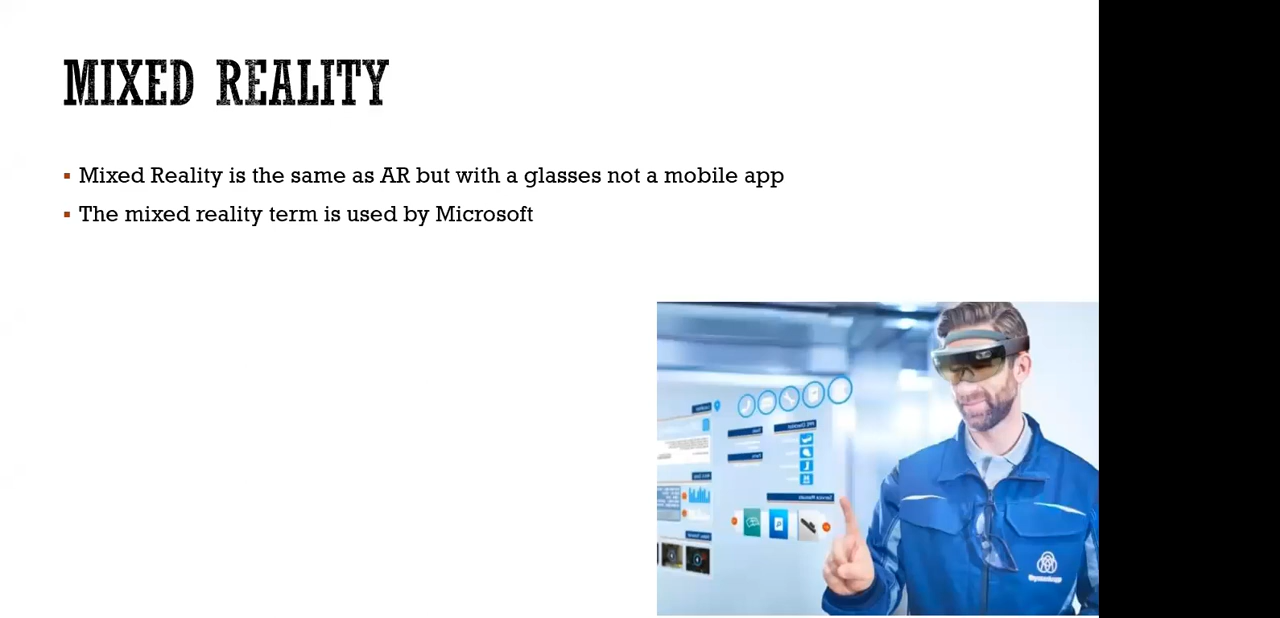 MIXED REALITY
Mixed Reality is the same as AR but with a glasses not a mobile app
The mixed reality term is used by Microsoft